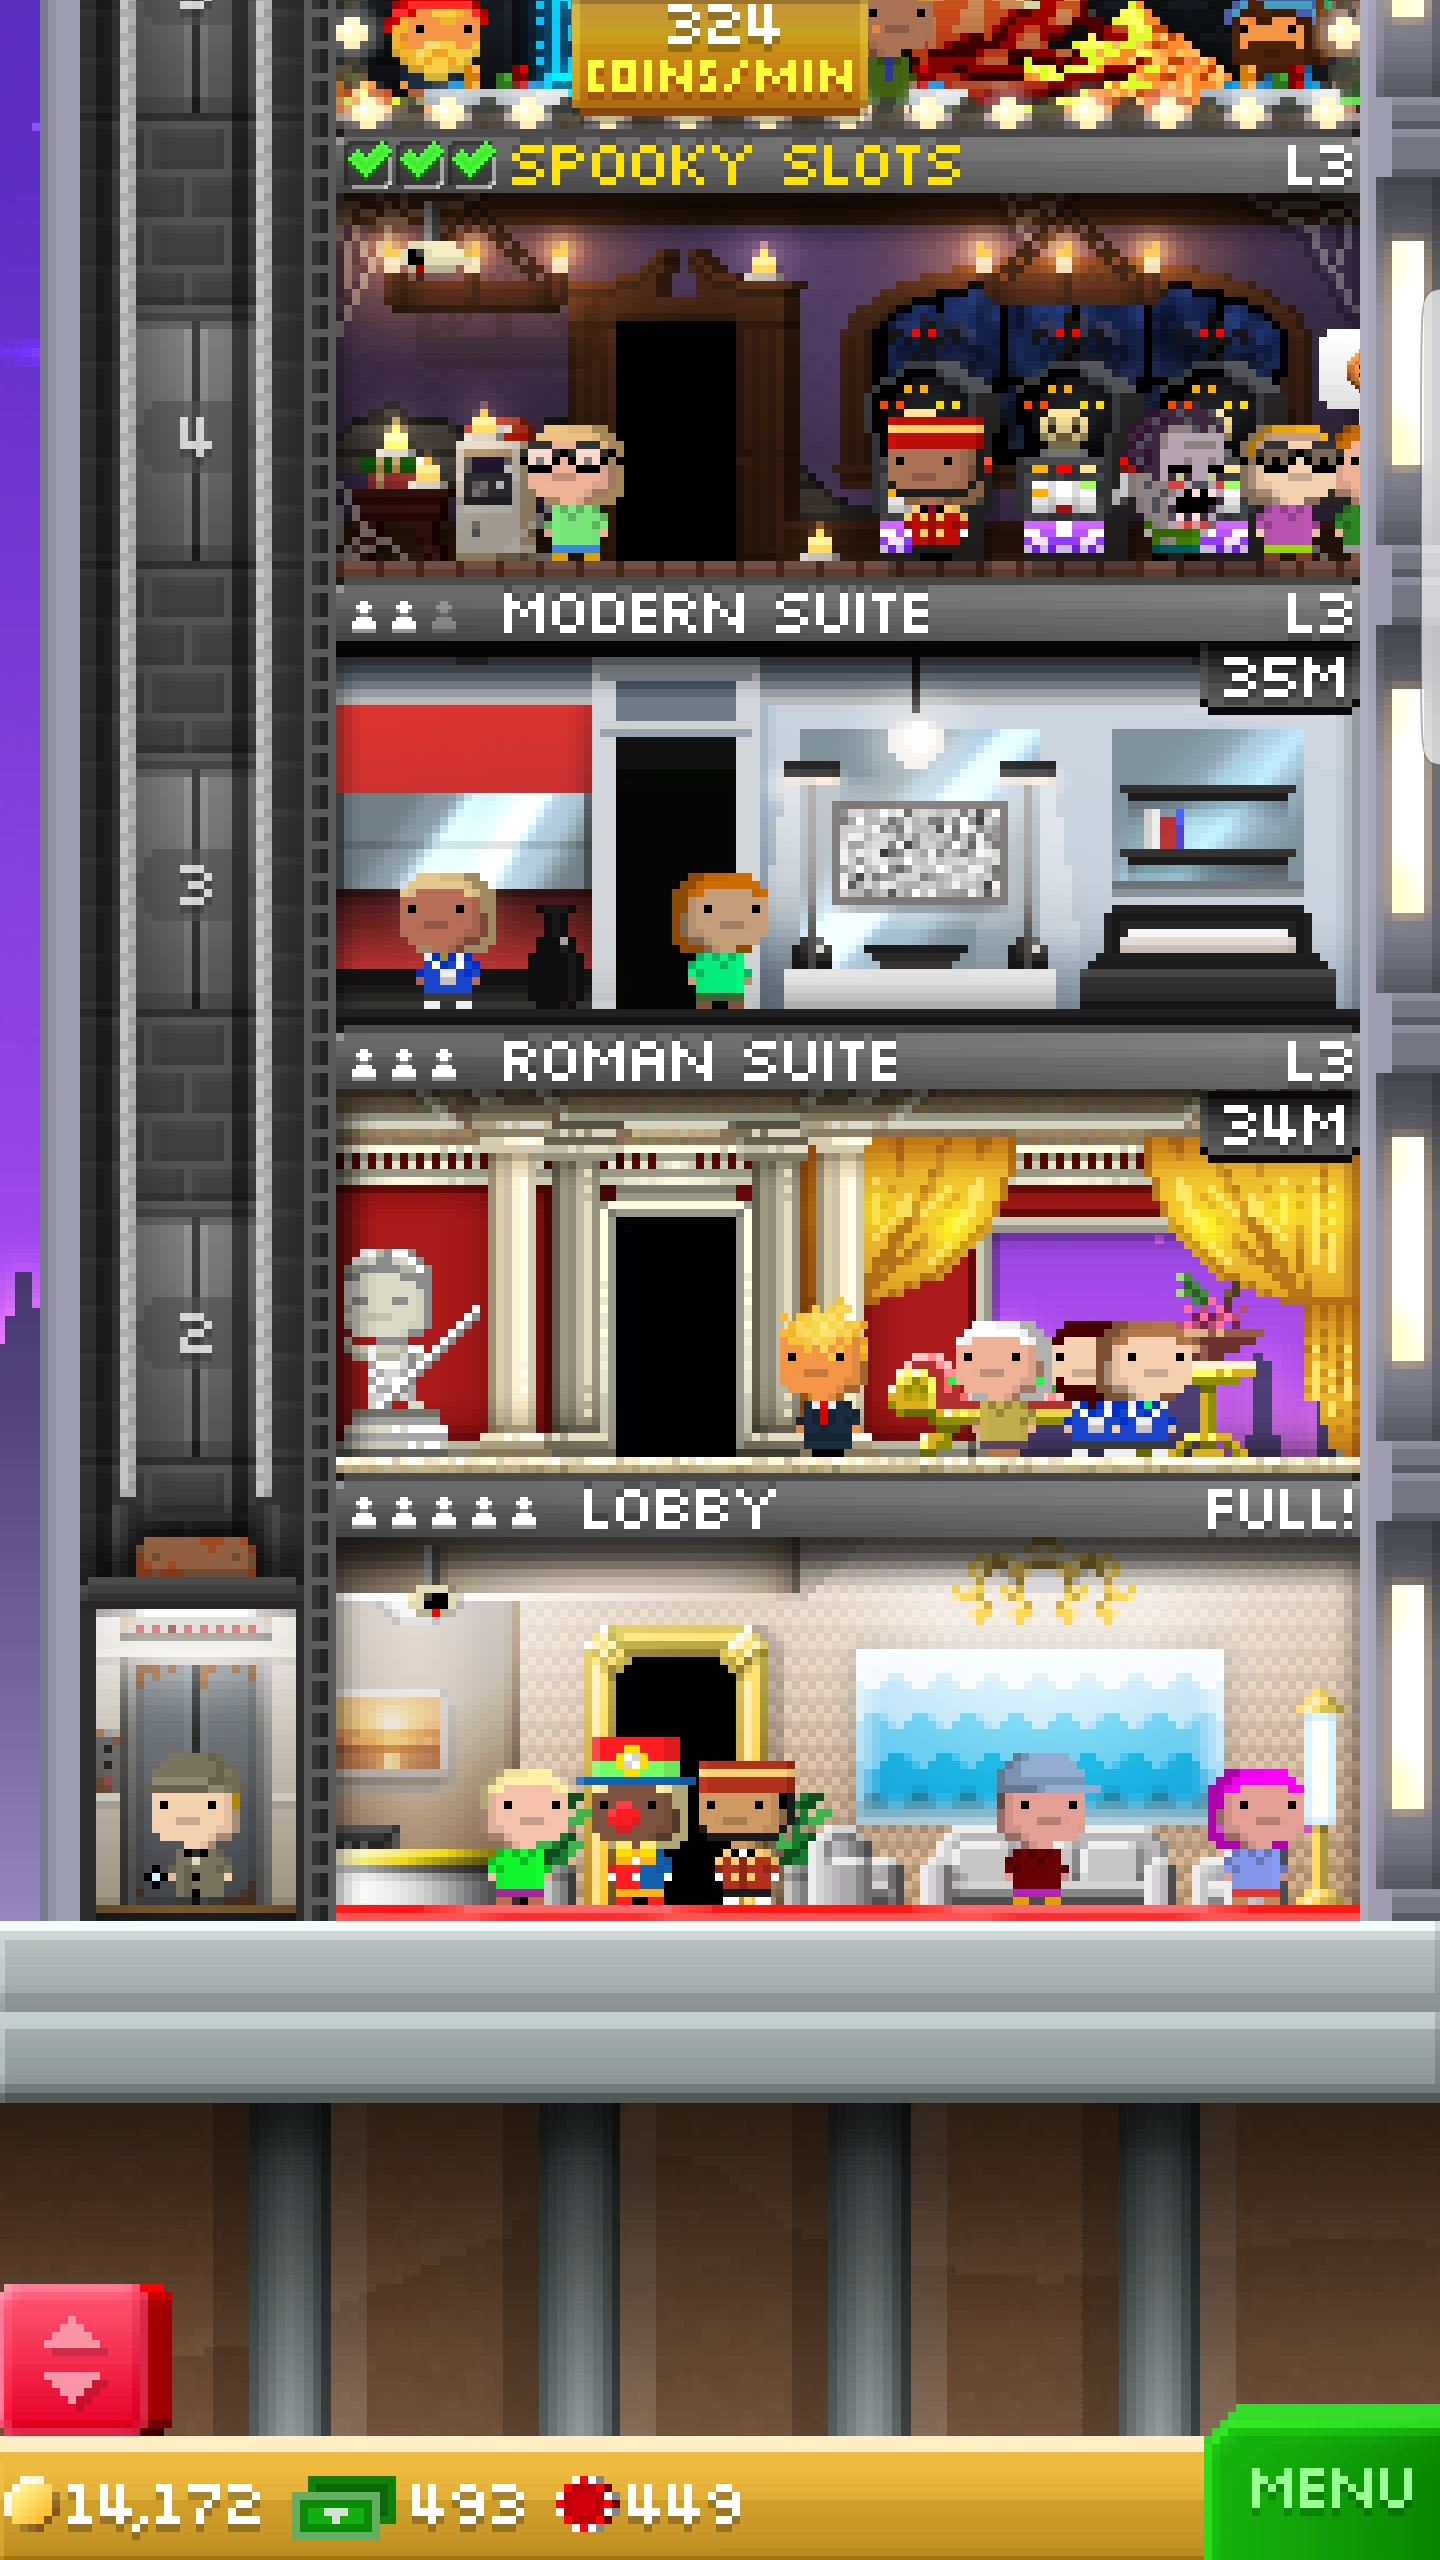 324
COINS/MIN
SPOOKY SLOTS L3
4
MODERN SUITE L3
35M
3
ROMAN SUITE L3
34M
2
LOBBY FULL!
14,172 493 449
MENU